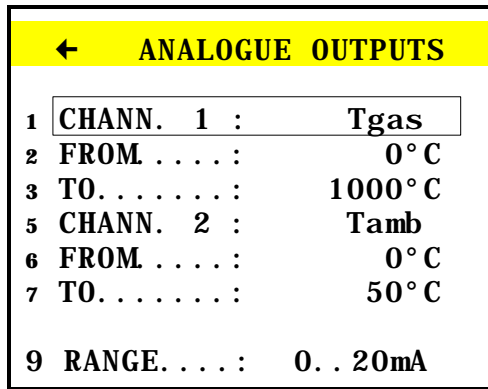 ← ANALOGUE OUTPUTS
1 CHANN. 1 : Tgas
2 FROM.....: 0°C
3 TO.......: 1000°C
5 CHANN. 2 : Tamb
6 FROM.....: 0°C
7 TO.......: 50°C
9 RANGE....: 0..20mA